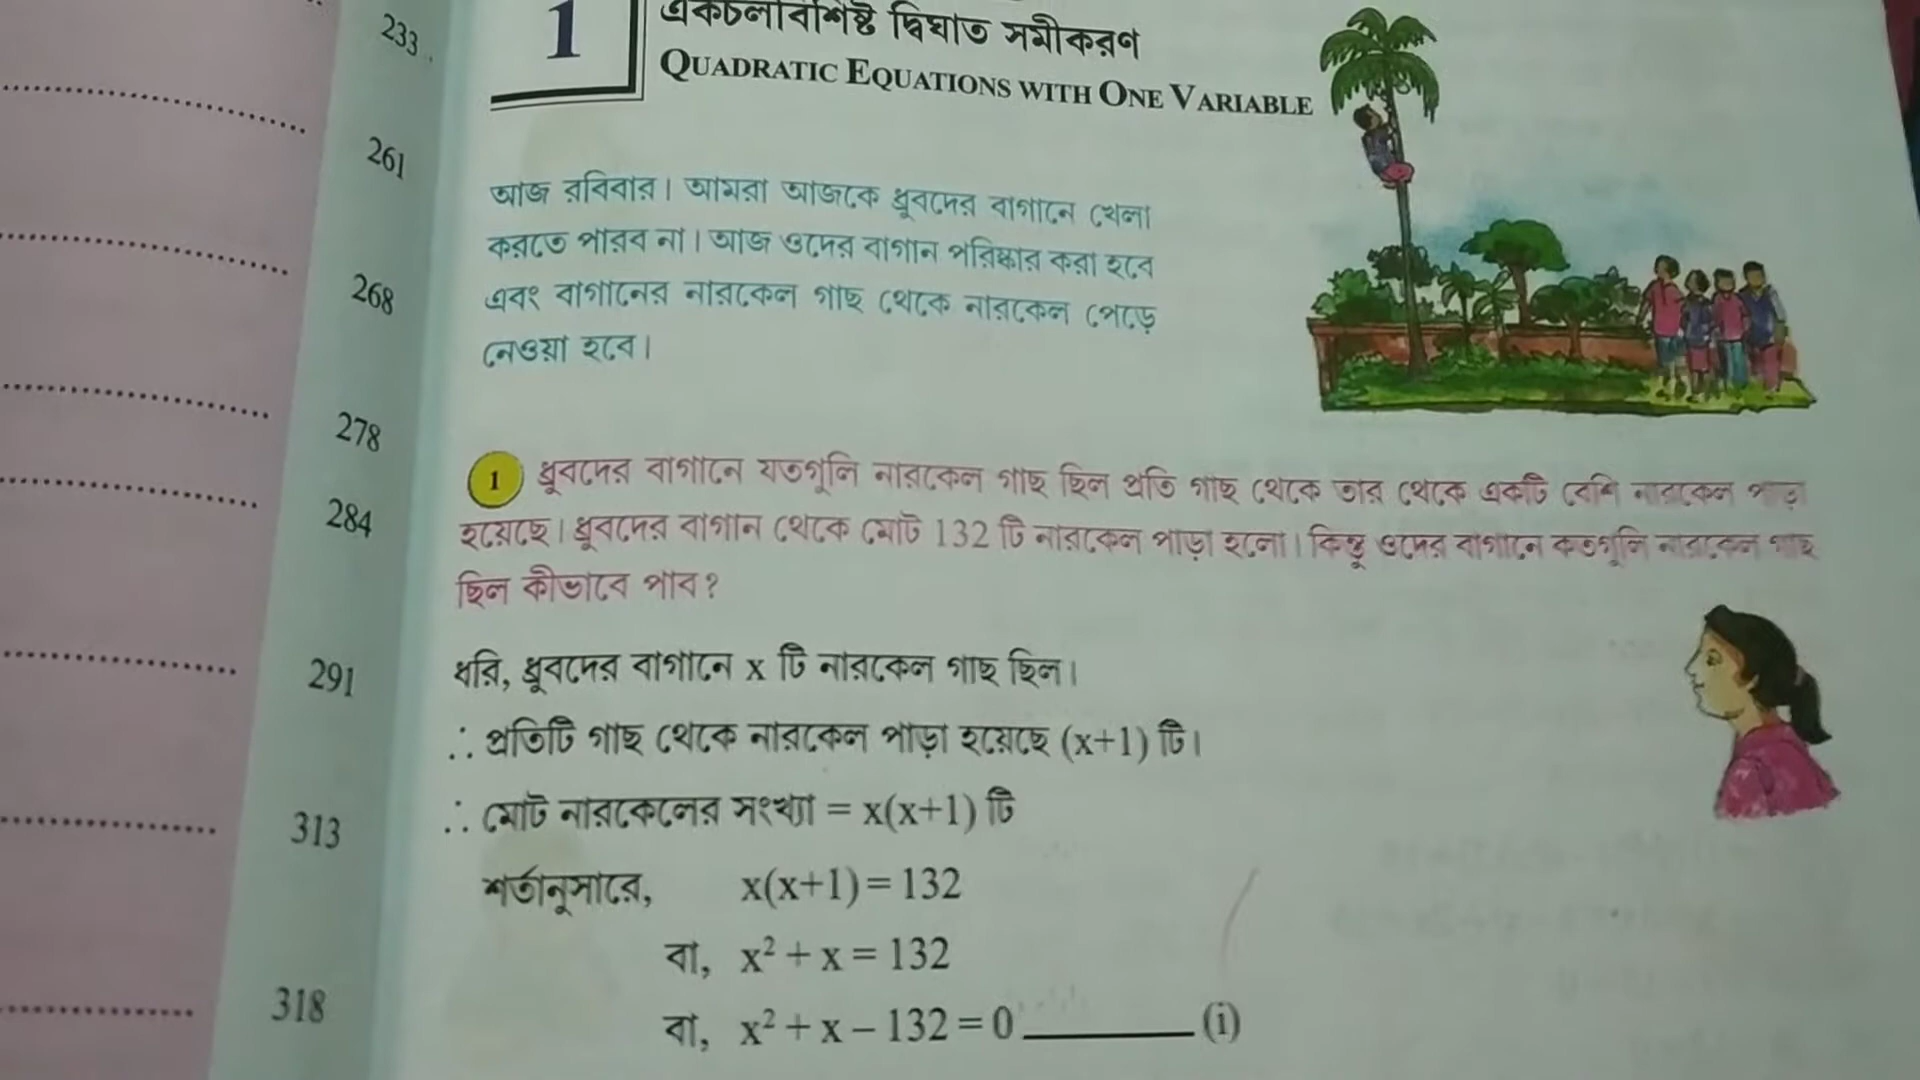 233
261
268
278
284
291
313
318
1
একচলবিশিষ্ট দ্বিঘাত সমীকরণ
QUADRATIC EQUATIONS WITH ONE VARIABLE
আজ রবিবার। আমরা আজকে ধ্রুবদের বাগানে খেলা
করতে পারব না। আজ ওদের বাগান পরিষ্কার করা হবে
এবং বাগানের নারকেল গাছ থেকে নারকেল পেড়ে
নেওয়া হবে।
1 ধ্রুবদের বাগানে যতগুলি নারকেল গাছ ছিল প্রতি গাছ থেকে তার থেকে একটি বেশি নারকেল পাড়া
হয়েছে। ধ্রুবদের বাগান থেকে মোট 132 টি নারকেল পাড়া হলো। কিন্তু ওদের বাগানে কতগুলি নারকেল গাছ
ছিল কীভাবে পাব?
ধরি, ধ্রুবদের বাগানে x টি নারকেল গাছ ছিল।
∴ প্রতিটি গাছ থেকে নারকেল পাড়া হয়েছে (x+1) টি।
∴ মোট নারকেলের সংখ্যা = x(x+1) টি
শর্তানুসারে, x(x+1) = 132
বা, x² + x = 132
বা, x² + x – 132 = 0 ________ (i)